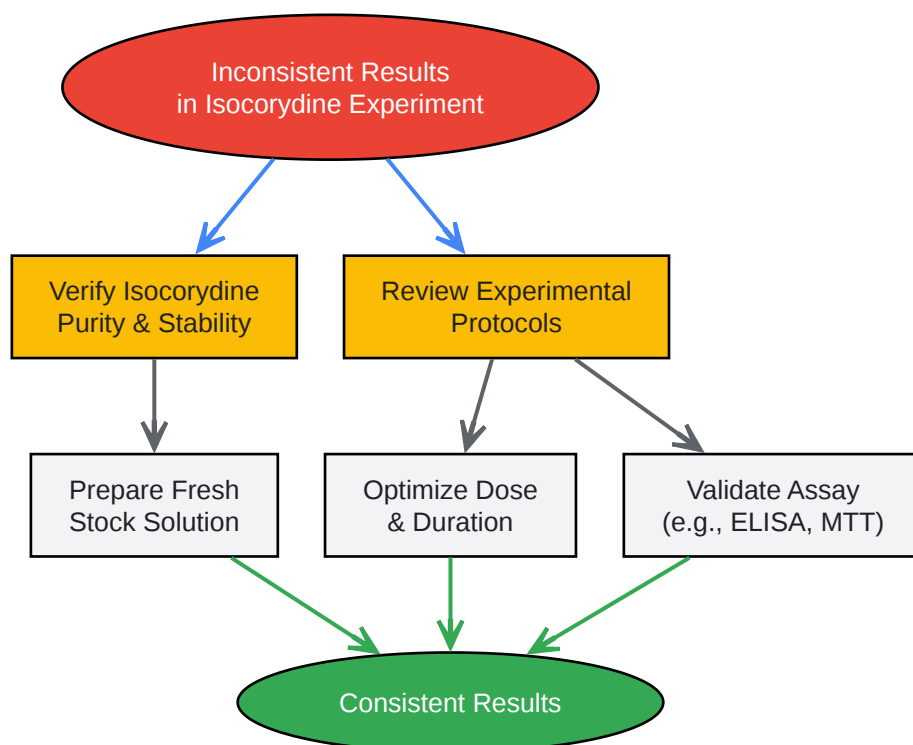 Inconsistent Results
in Isocorydine Experiment
Verify Isocorydine
Purity & Stability
Review Experimental
Protocols
Prepare Fresh
Stock Solution
Optimize Dose
& Duration
Validate Assay
(e.g., ELISA, MTT)
Consistent Results